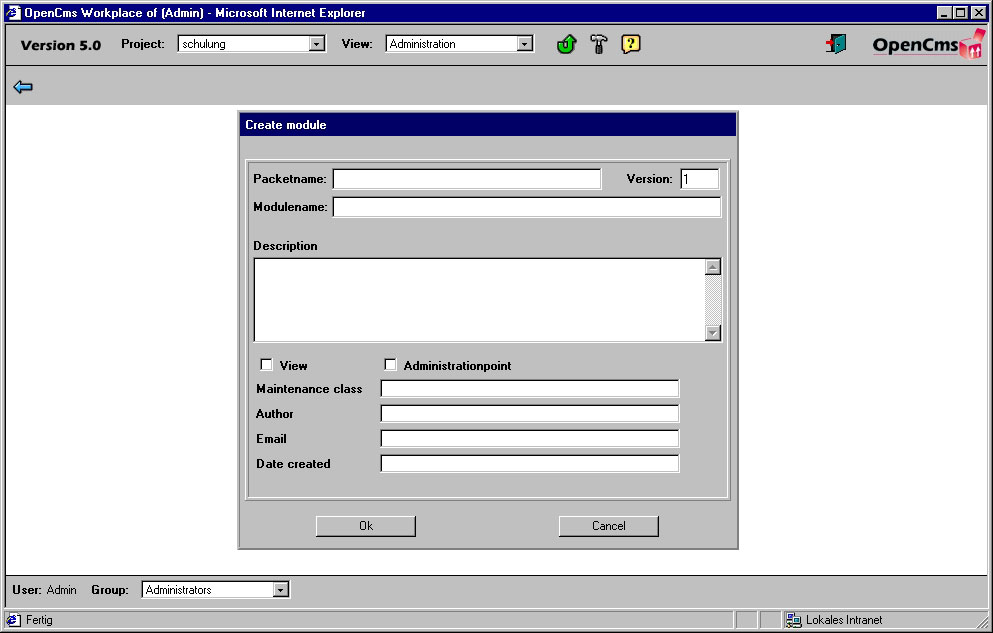 OpenCms Workplace of (Admin) - Microsoft Internet Explorer
Version 5.0 Project: schulung View: Administration ? OpenCms
Create module
Packetname: Version: 1
Modulename:
Description
View Administrationpoint
Maintenance class
Author
Email
Date created
Ok Cancel
User: Admin Group: Administrators
Fertig Lokales Intranet